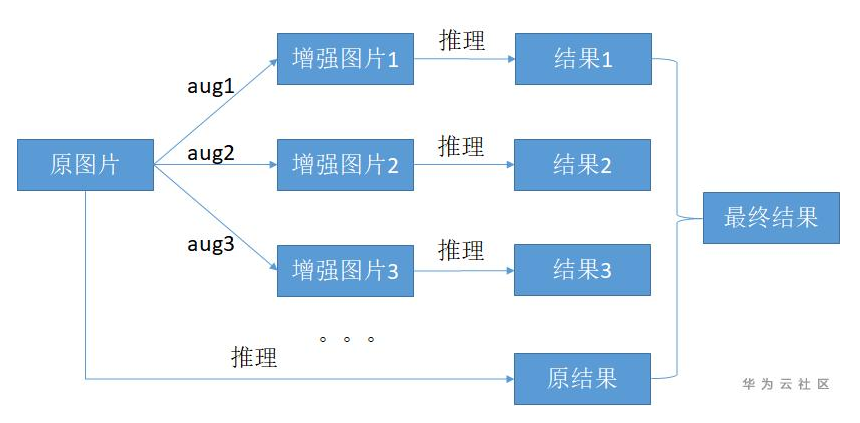 增强图片1
推理
结果1
aug1
原图片
aug2
增强图片2
推理
结果2
最终结果
aug3
增强图片3
推理
结果3
。。。
推理
原结果
华为云社区